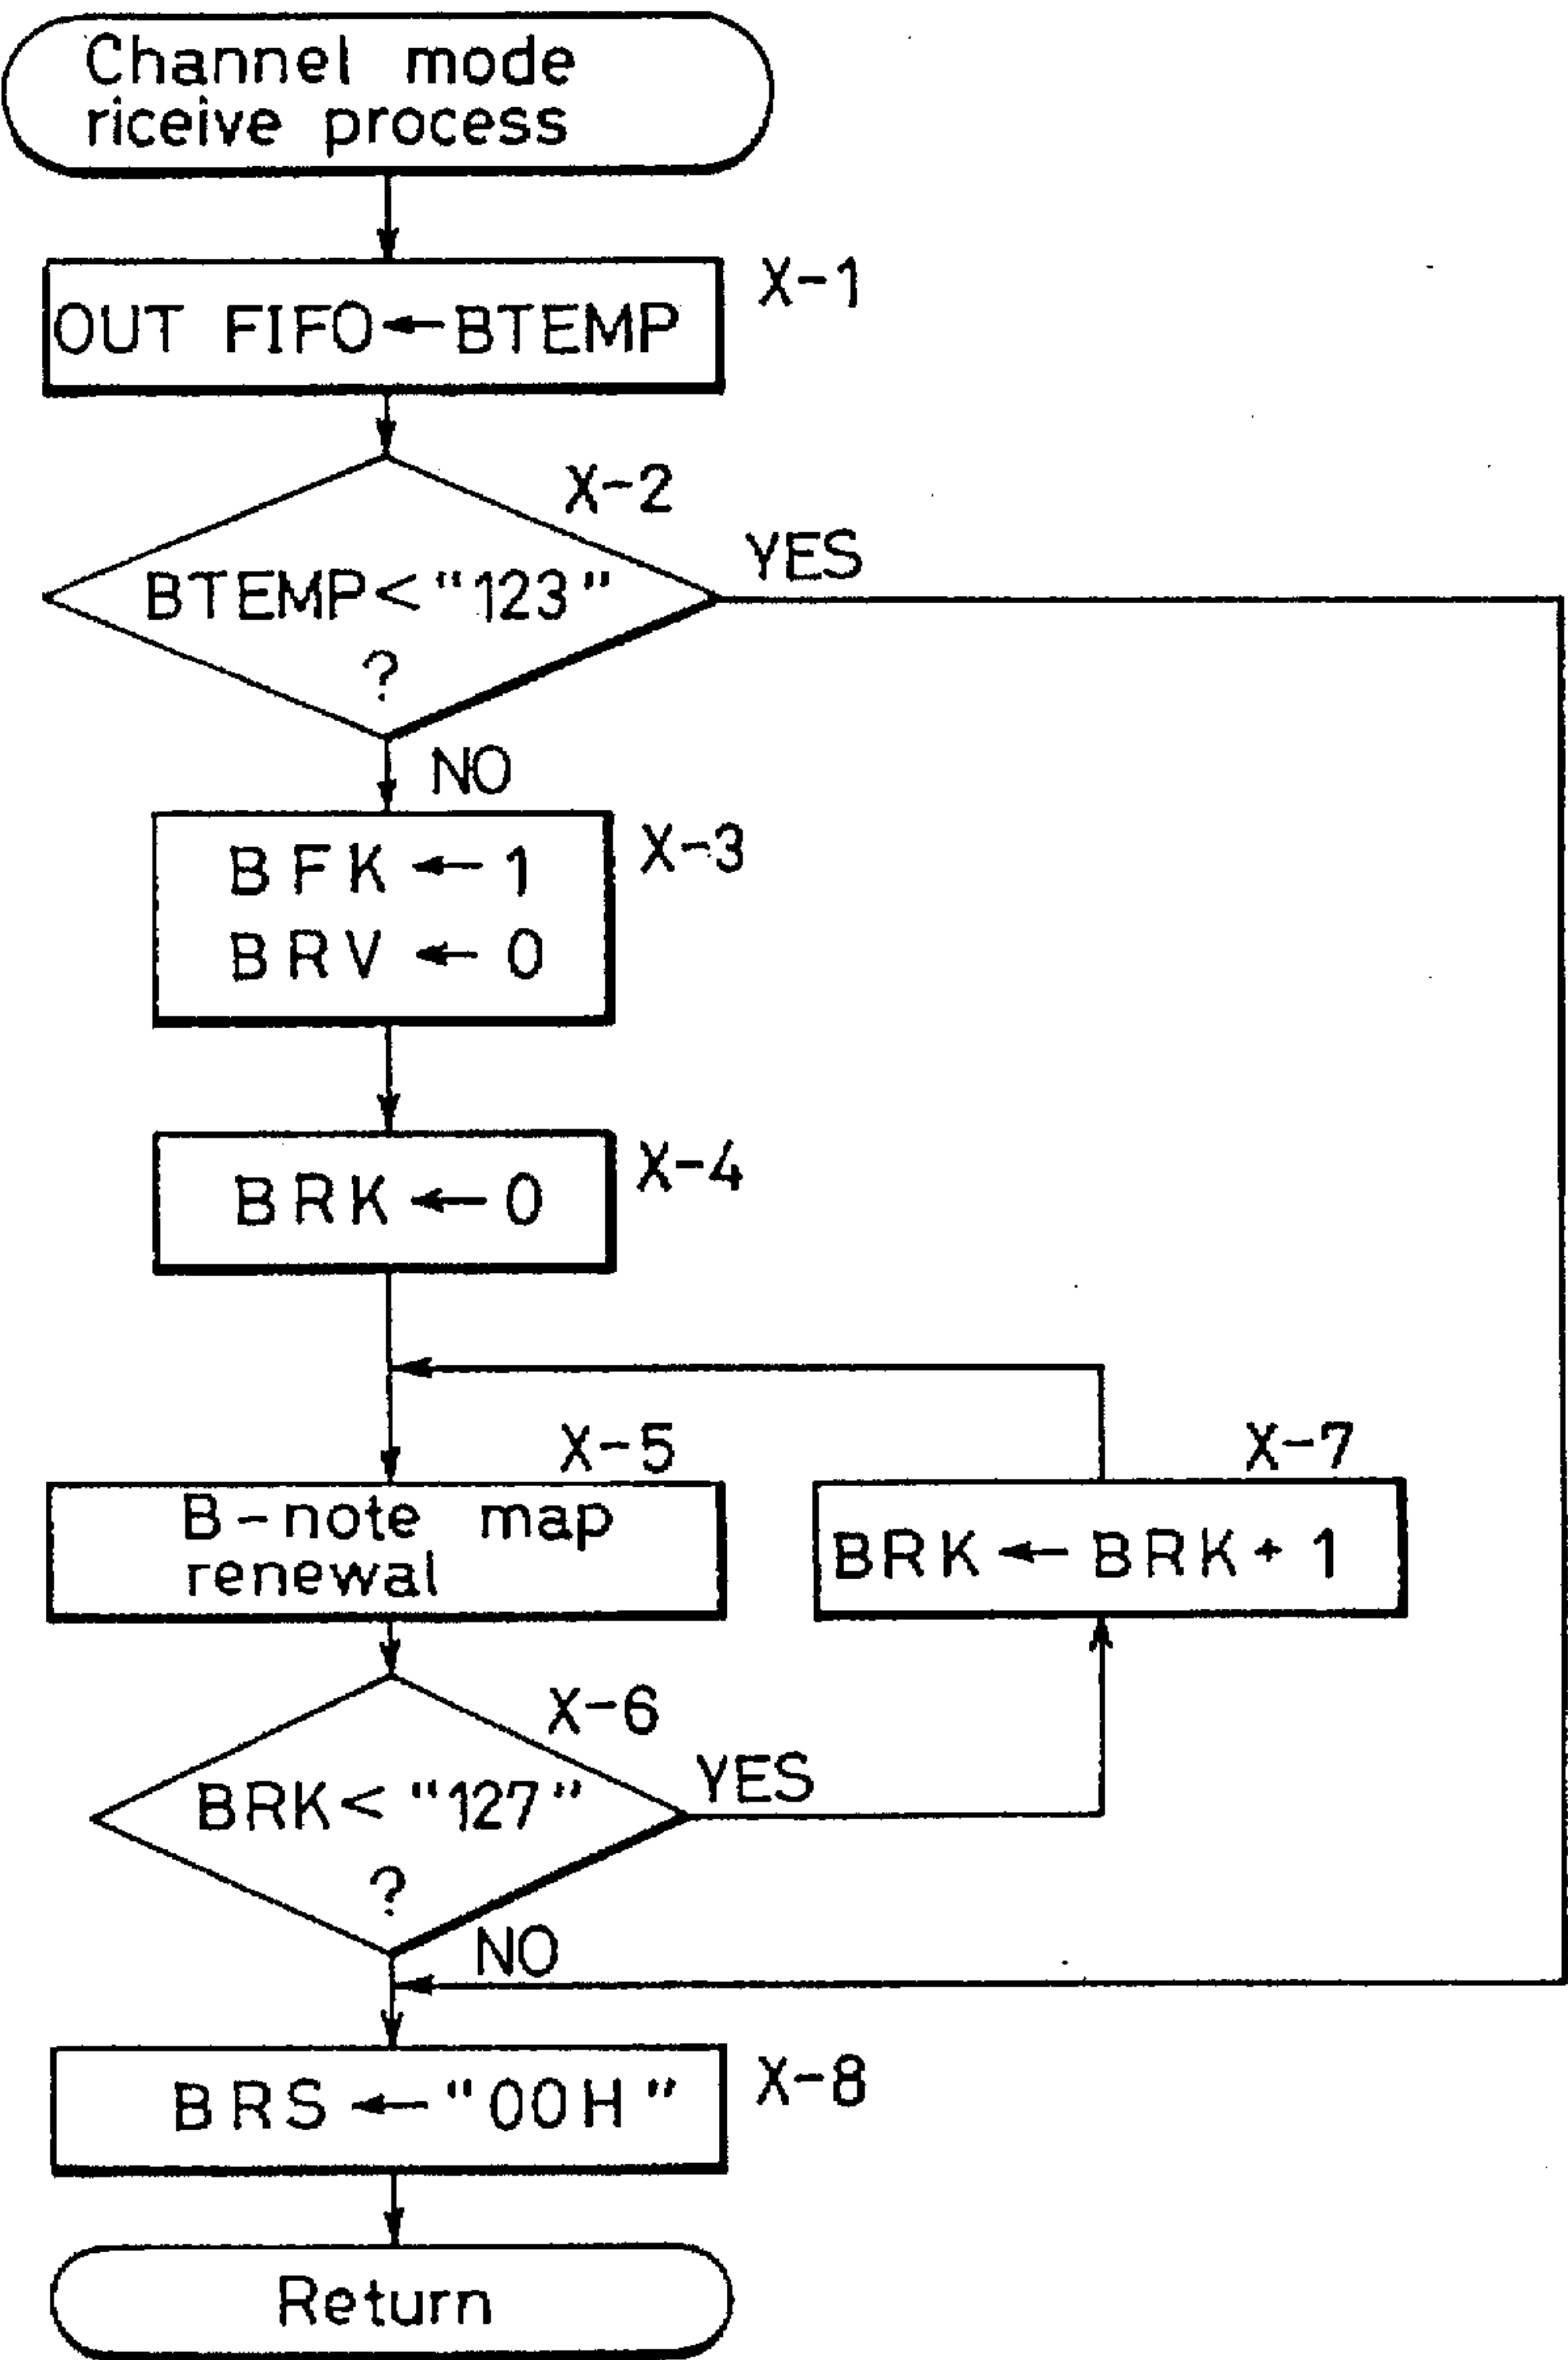 Channel mode
riceive process
X-1
OUT FIFO←BTEMP
X-2
YES
BTEMP<"123"
?
NO
X-3
BFK←1
BRV←0
X-4
BRK←0
X-5
B-note map
renewal
X-7
BRK←BRK+1
X-6
YES
BRK<"127"
?
NO
X-8
BRS←"00H"
Return